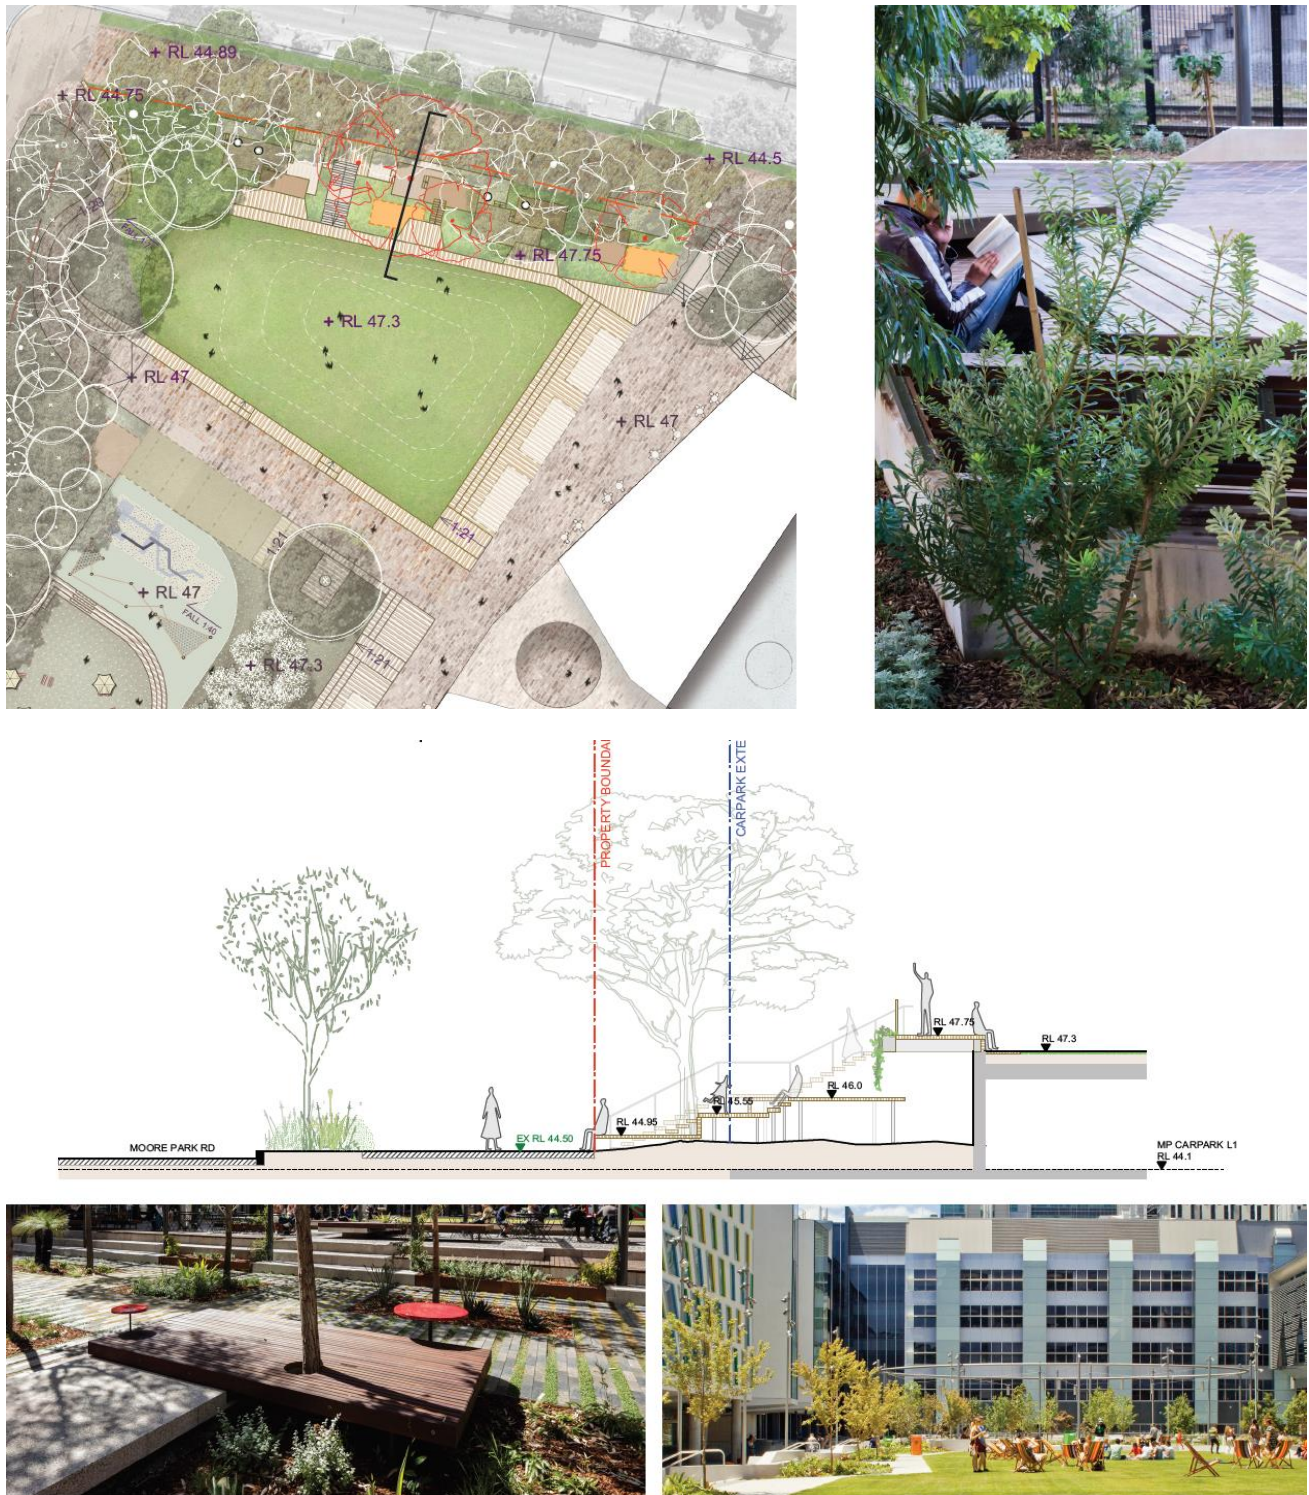 + RL 44.89
+ RL 44.75
+ RL 44.5
+ RL 47.75
+ RL 47.3
+ RL 47
+ RL 47
1:21
1:21
+ RL 47
FALL 1:40
+ RL 47.3
1:21
PROPERTY BOUNDAI
CARPARK EXTE
RL 47.75
RL 47.3
RL 46.0
RL 45.55
RL 44.95
EX RL 44.50
MOORE PARK RD
MP CARPARK L1
RL 44.1